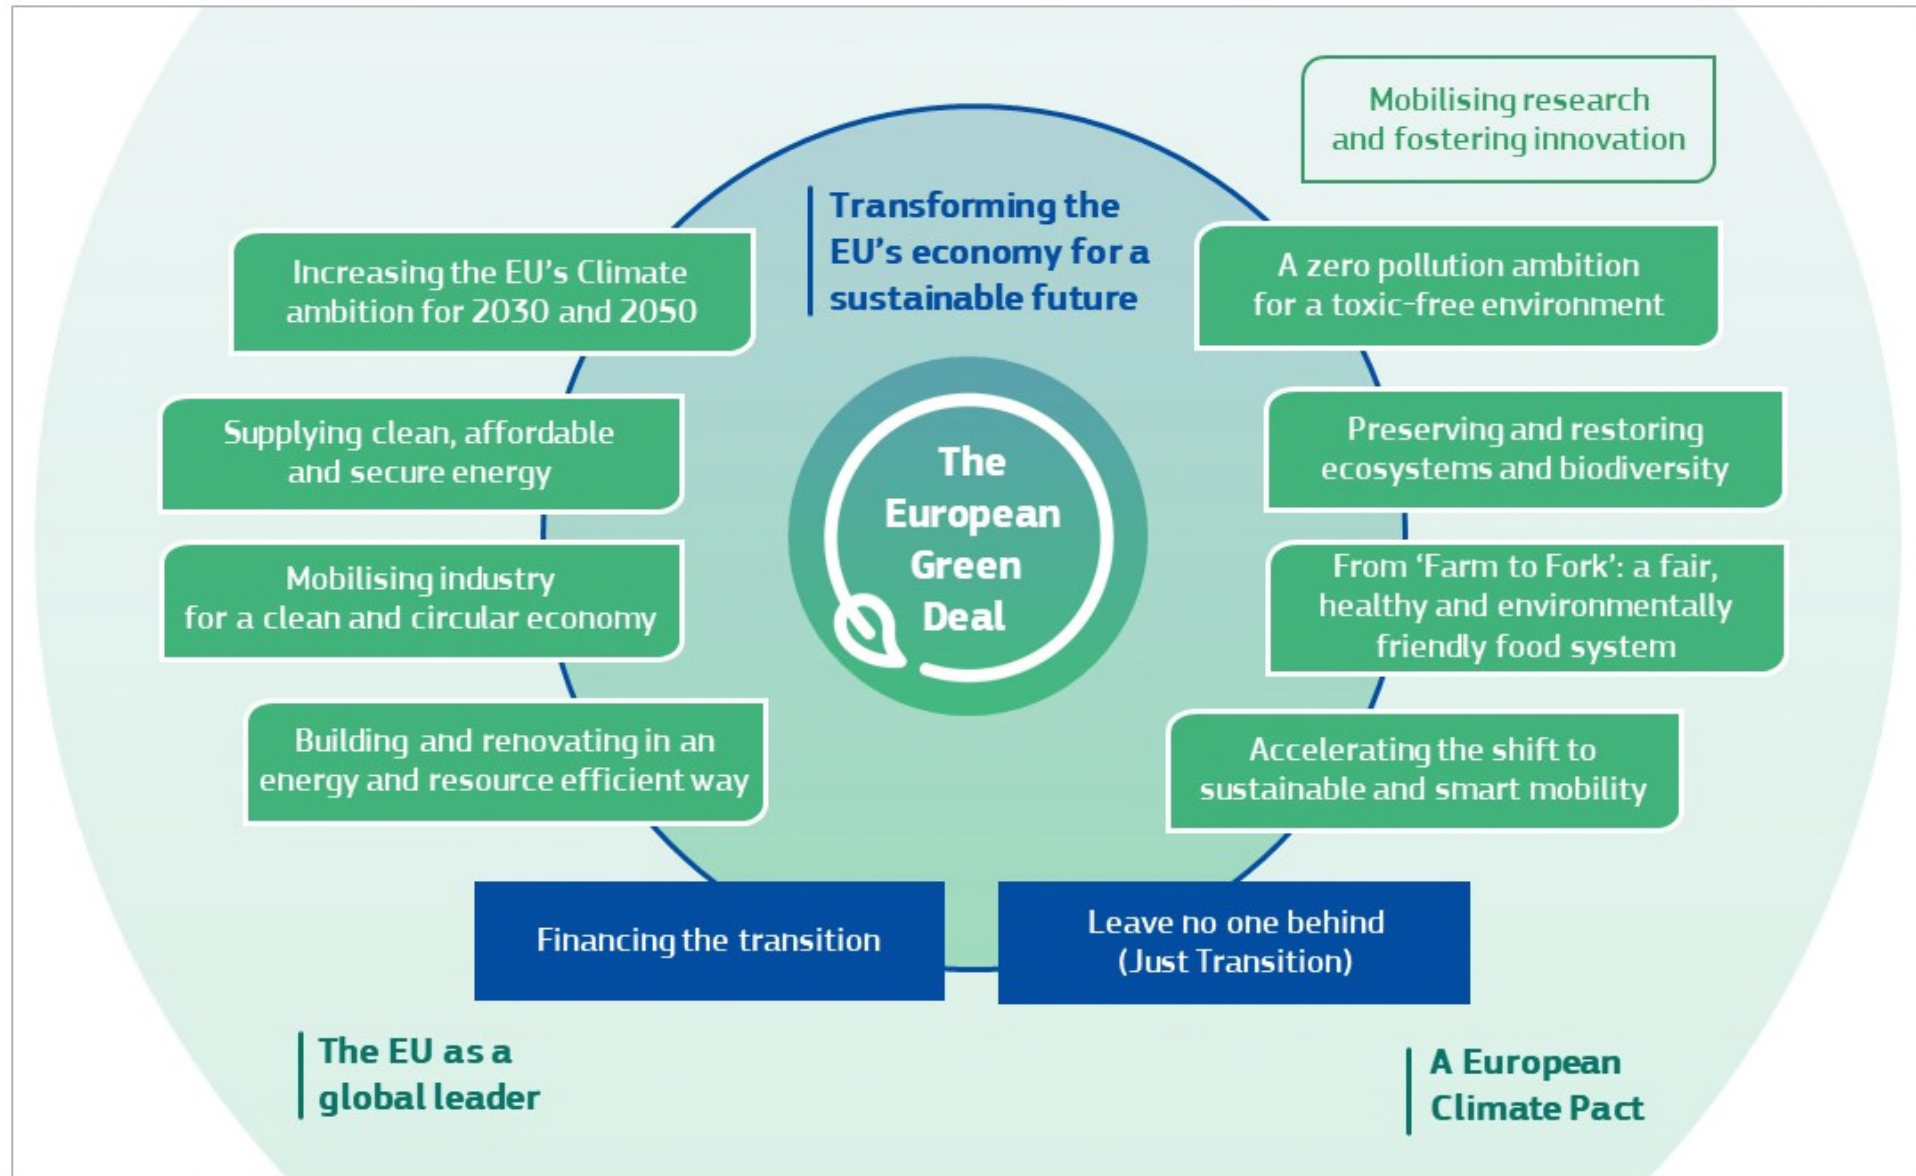 Mobilising research
and fostering innovation
Transforming the
EU's economy for a
sustainable future
Increasing the EU's Climate
ambition for 2030 and 2050
A zero pollution ambition
for a toxic-free environment
Supplying clean, affordable
and secure energy
Preserving and restoring
ecosystems and biodiversity
The
European
Green
Deal
Mobilising industry
for a clean and circular economy
From ‘Farm to Fork’: a fair,
healthy and environmentally
friendly food system
Building and renovating in an
energy and resource efficient way
Accelerating the shift to
sustainable and smart mobility
Financing the transition
Leave no one behind
(Just Transition)
The EU as a
global leader
A European
Climate Pact